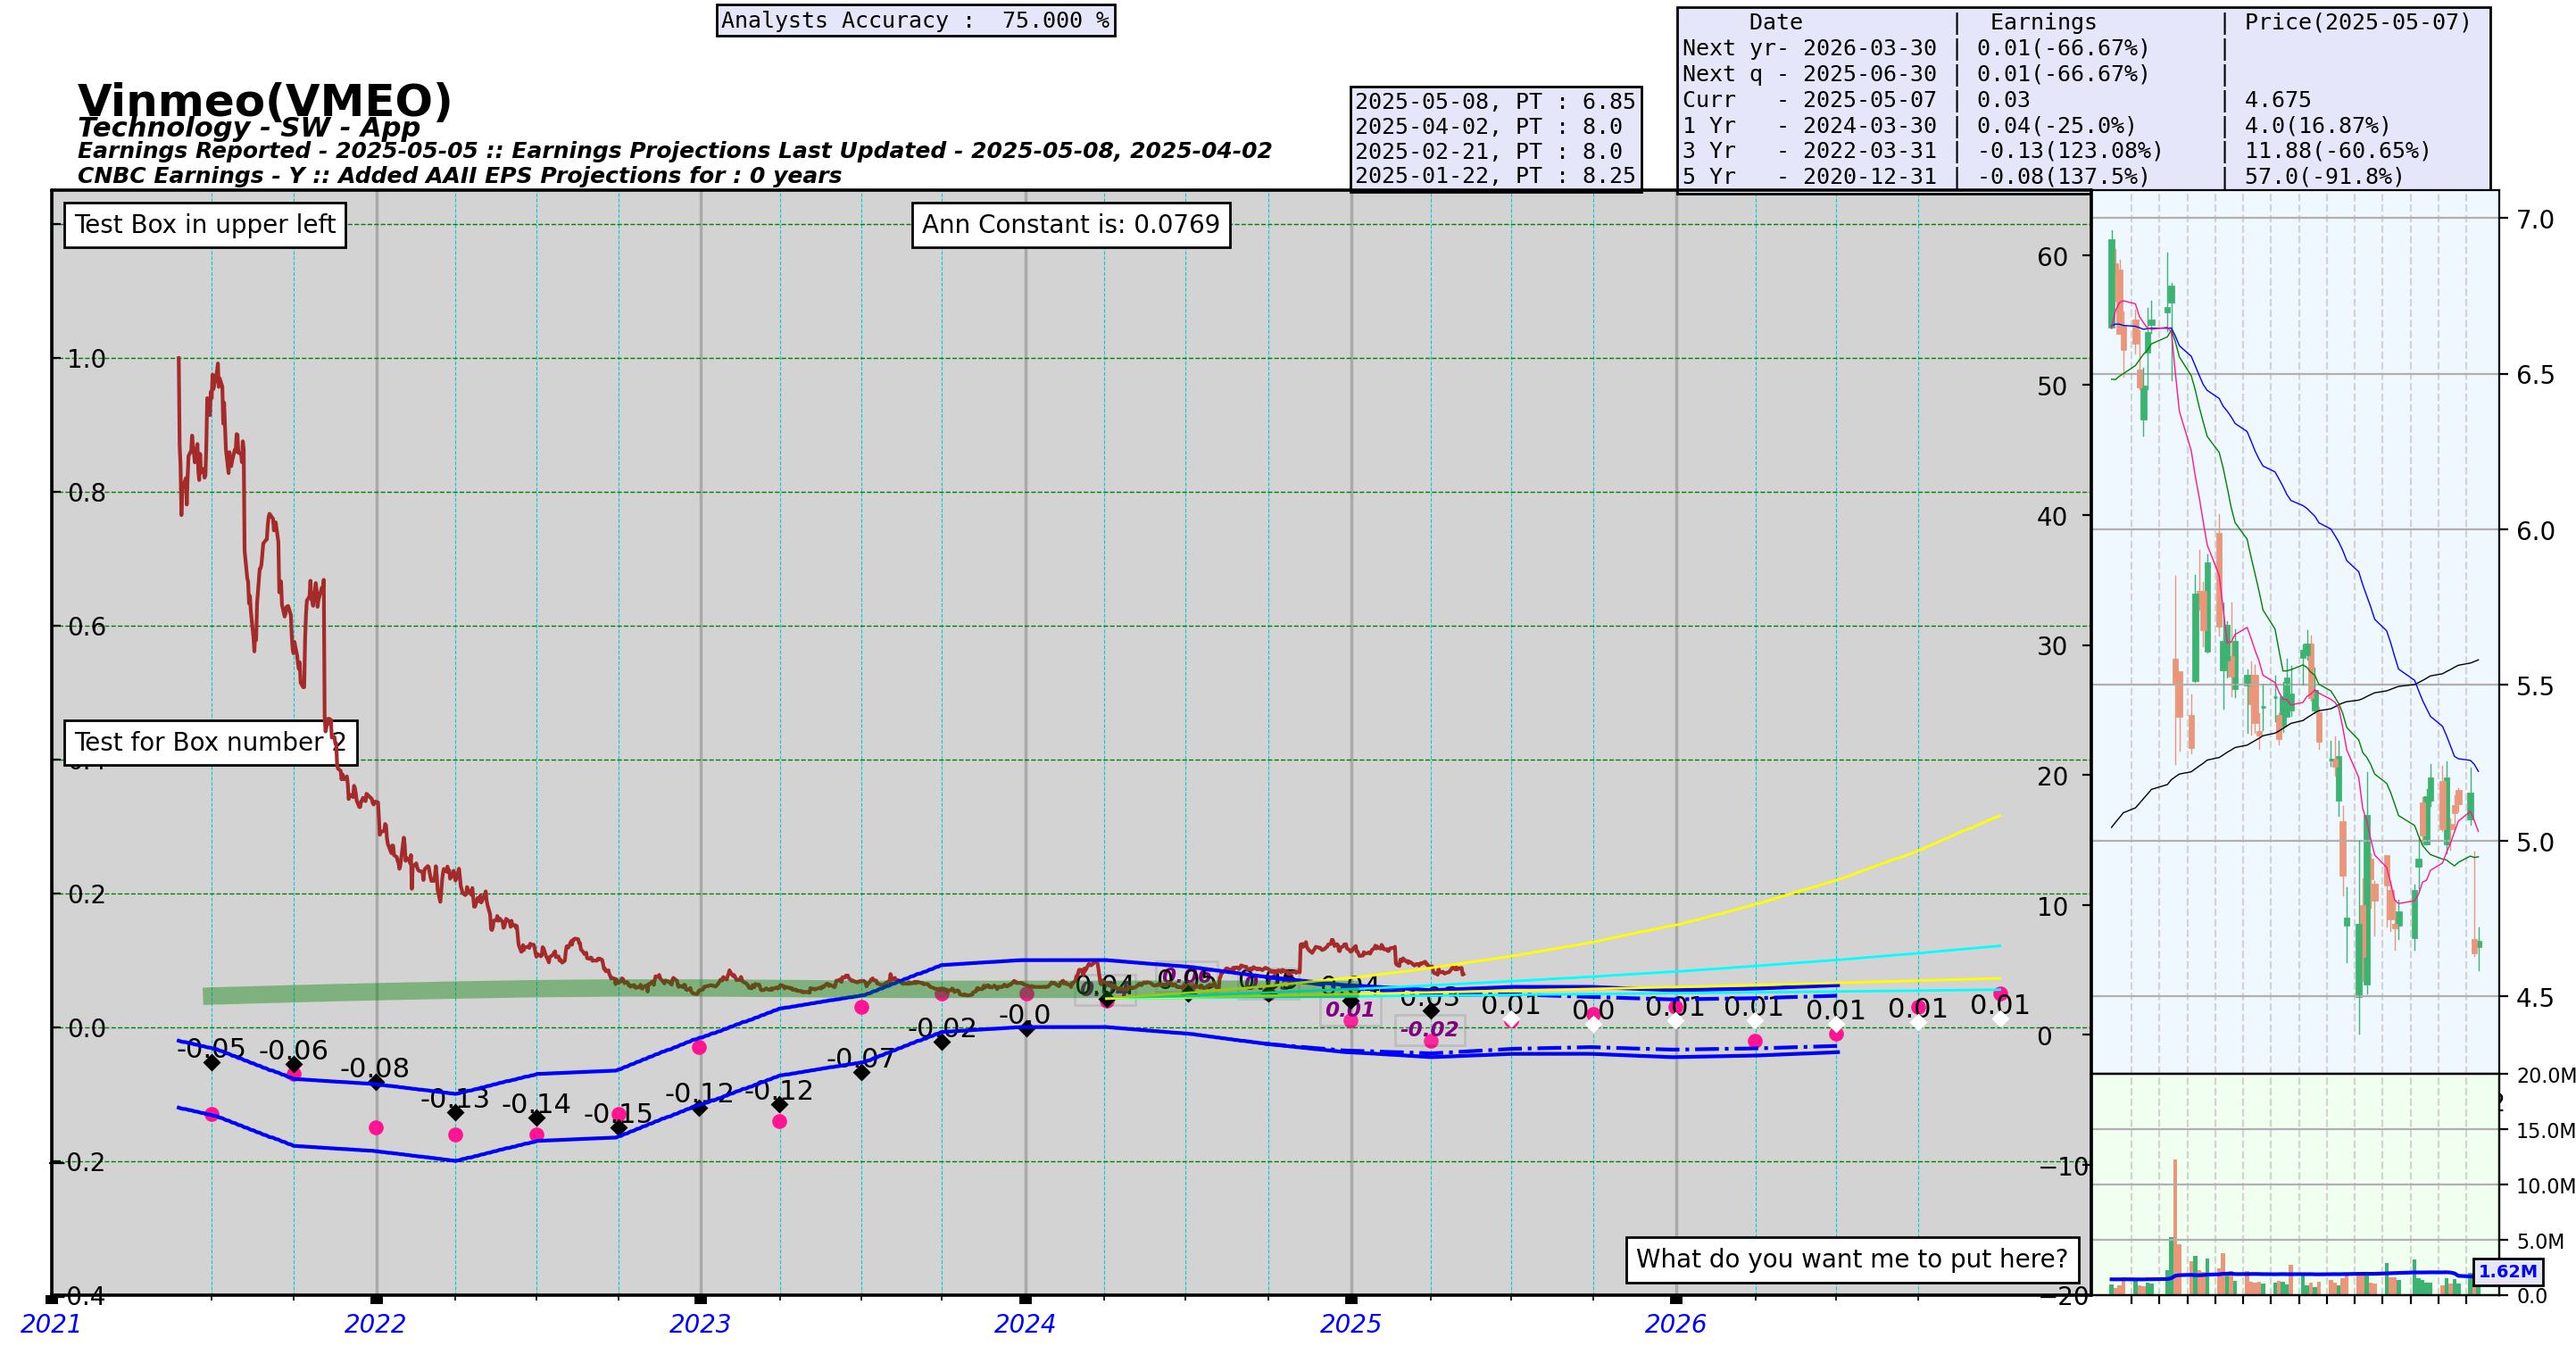 Analysts Accuracy :  75.000 %
Date | Earnings | Price(2025-05-07)
Next yr- 2026-03-30 | 0.01(-66.67%) |
Next q - 2025-06-30 | 0.01(-66.67%) |
Curr - 2025-05-07 | 0.03 | 4.675
1 Yr - 2024-03-30 | 0.04(-25.0%) | 4.0(16.87%)
3 Yr - 2022-03-31 | -0.13(123.08%) | 11.88(-60.65%)
5 Yr - 2020-12-31 | -0.08(137.5%) | 57.0(-91.8%)
Vinmeo(VMEO)
Technology - SW - App
Earnings Reported - 2025-05-05 :: Earnings Projections Last Updated - 2025-05-08, 2025-04-02
CNBC Earnings - Y :: Added AAII EPS Projections for : 0 years
2025-05-08, PT : 6.85
2025-04-02, PT : 8.0
2025-02-21, PT : 8.0
2025-01-22, PT : 8.25
Test Box in upper left
Ann Constant is: 0.0769
Test for Box number 2
What do you want me to put here?
1.0
0.8
0.6
0.2
0.0
−0.2
−0.4
60
50
40
30
20
10
0
−10
−20
-0.05
-0.06
-0.08
-0.13
-0.14
-0.15
-0.12
-0.12
-0.07
-0.02
-0.0
0.04
0.04
0.01
0.03
-0.02
0.01
0.0
0.01
0.01
0.01
0.01
0.01
7.0
6.5
6.0
5.5
5.0
4.5
20.0M
15.0M
10.0M
5.0M
1.62M
0.0
2021
2022
2023
2024
2025
2026